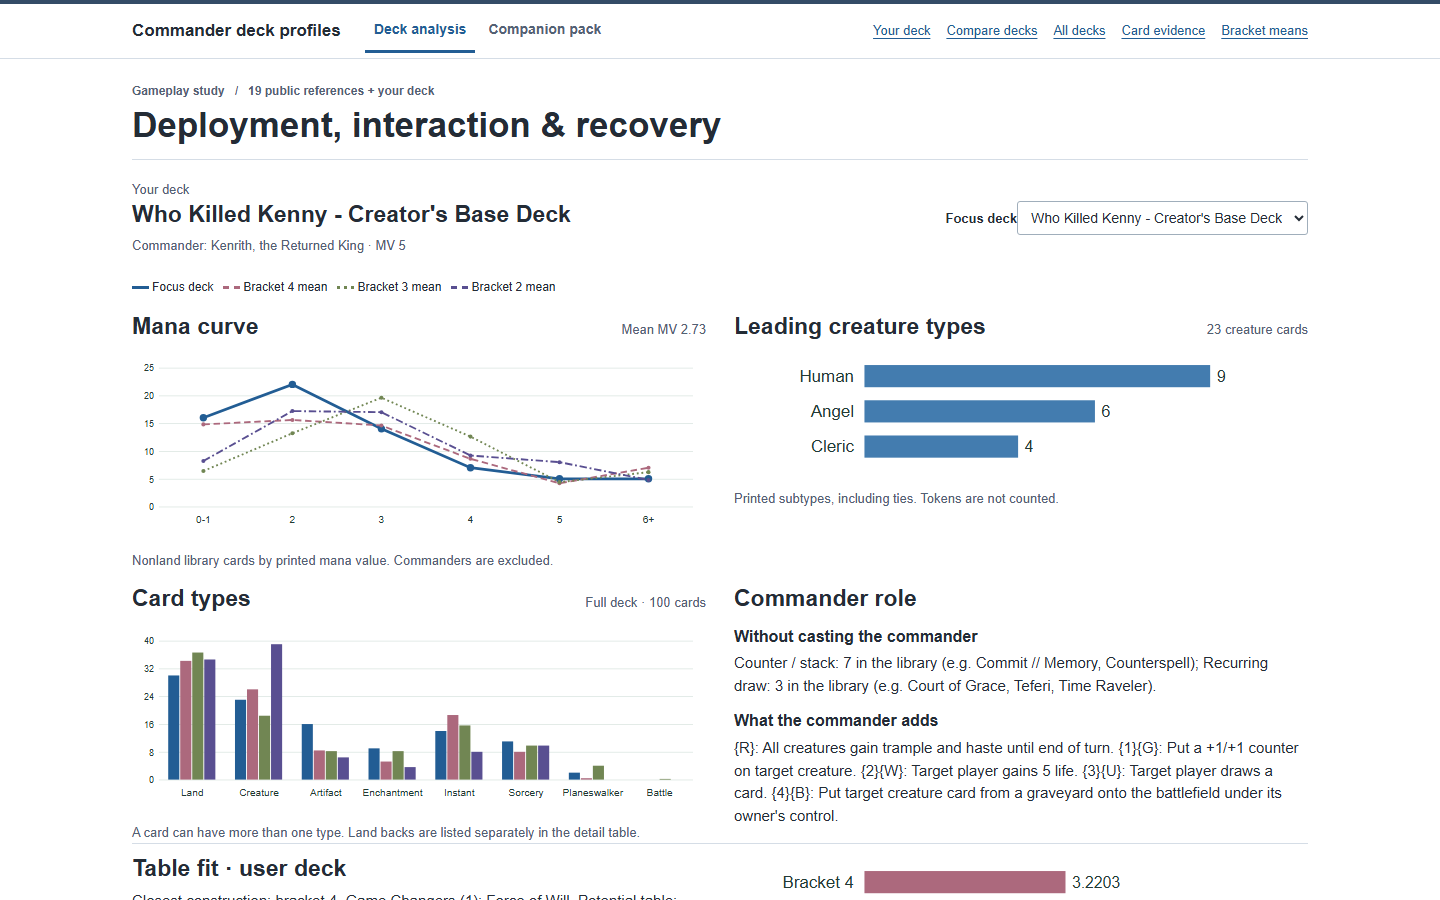 Commander deck profiles
Deck analysis
Companion pack
Your deck
Compare decks
All decks
Card evidence
Bracket means
Gameplay study / 19 public references + your deck
Deployment, interaction & recovery
Your deck
Who Killed Kenny - Creator's Base Deck
Commander: Kenrith, the Returned King · MV 5
Focus deck
Who Killed Kenny - Creator's Base Deck
Focus deck
Bracket 4 mean
Bracket 3 mean
Bracket 2 mean
Mana curve
Mean MV 2.73
25
20
15
10
5
0
0-1
2
3
4
5
6+
Nonland library cards by printed mana value. Commanders are excluded.
Leading creature types
23 creature cards
Human 9
Angel 6
Cleric 4
Printed subtypes, including ties. Tokens are not counted.
Card types
Full deck · 100 cards
40
32
24
16
8
0
Land
Creature
Artifact
Enchantment
Instant
Sorcery
Planeswalker
Battle
A card can have more than one type. Land backs are listed separately in the detail table.
Commander role
Without casting the commander
Counter / stack: 7 in the library (e.g. Commit // Memory, Counterspell); Recurring
draw: 3 in the library (e.g. Court of Grace, Teferi, Time Raveler).
What the commander adds
{R}: All creatures gain trample and haste until end of turn. {1}{G}: Put a +1/+1 counter
on target creature. {2}{W}: Target player gains 5 life. {3}{U}: Target player draws a
card. {4}{B}: Put target creature card from a graveyard onto the battlefield under its
owner's control.
Table fit · user deck
Closest construction: bracket 4. Game Changers (1): Force of Will. Potential table:
Bracket 4 3.2203